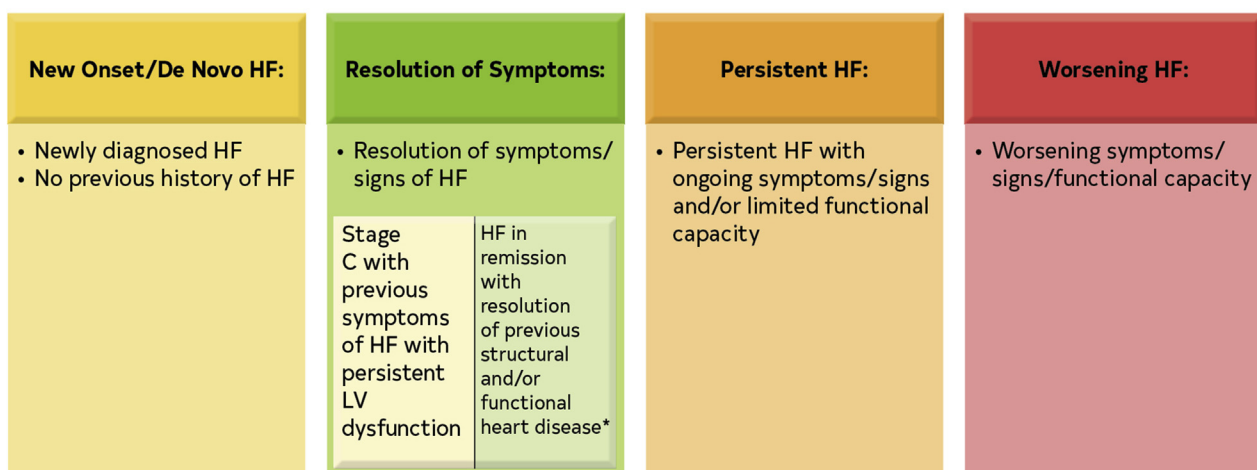 New Onset/De Novo HF:
• Newly diagnosed HF
• No previous history of HF
Resolution of Symptoms:
• Resolution of symptoms/
signs of HF
Stage
C with
previous
symptoms
of HF with
persistent
LV
dysfunction
HF in
remission
with
resolution
of previous
structural
and/or
functional
heart disease*
Persistent HF:
• Persistent HF with
ongoing symptoms/signs
and/or limited functional
capacity
Worsening HF:
• Worsening symptoms/
signs/functional capacity